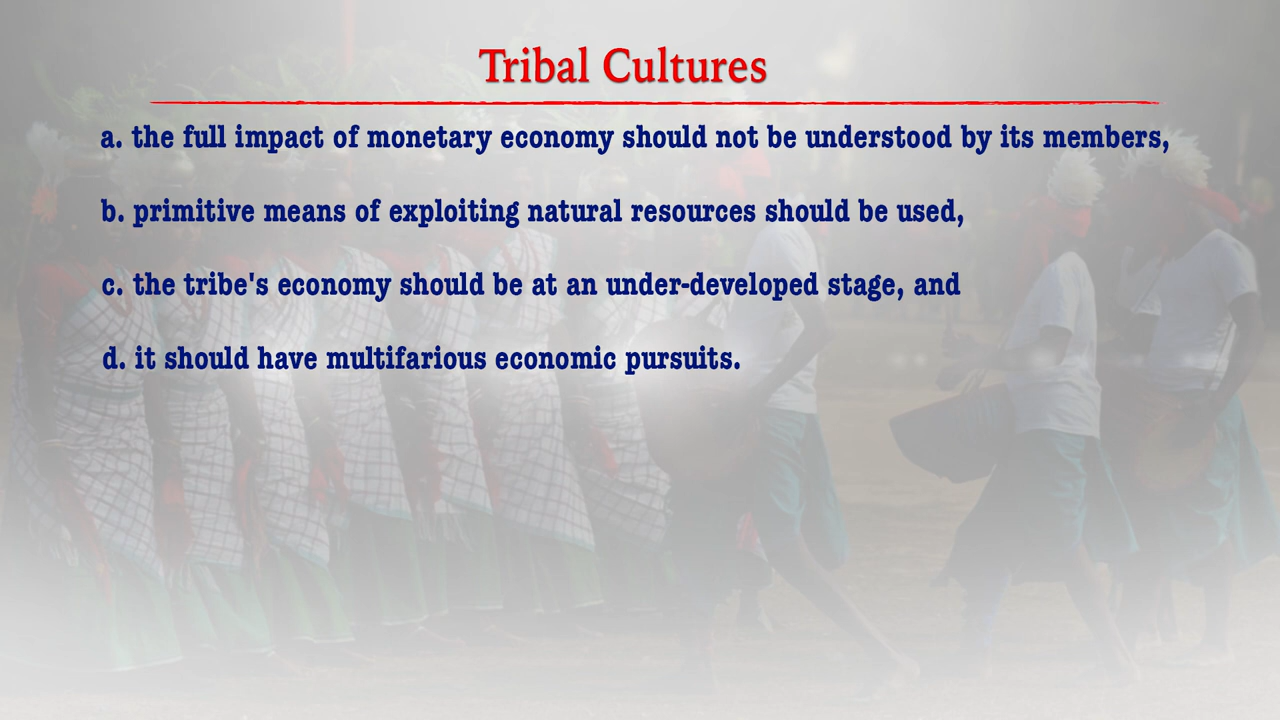 Tribal Cultures
a. the full impact of monetary economy should not be understood by its members,
b. primitive means of exploiting natural resources should be used,
c. the tribe's economy should be at an under-developed stage, and
d. it should have multifarious economic pursuits.